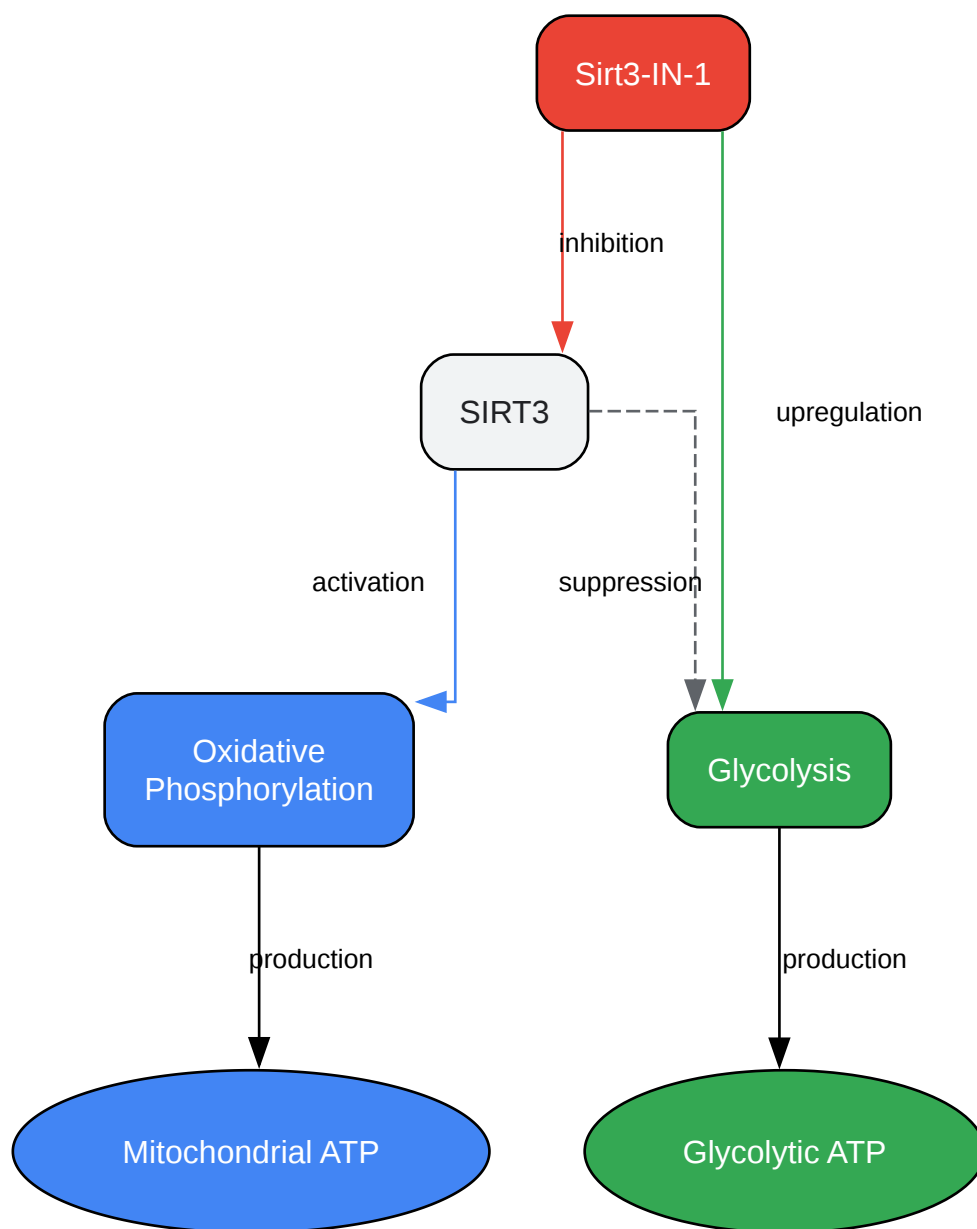 Sirt3-IN-1
inhibition
SIRT3
upregulation
activation
suppression
Oxidative
Phosphorylation
Glycolysis
production
production
Mitochondrial ATP
Glycolytic ATP